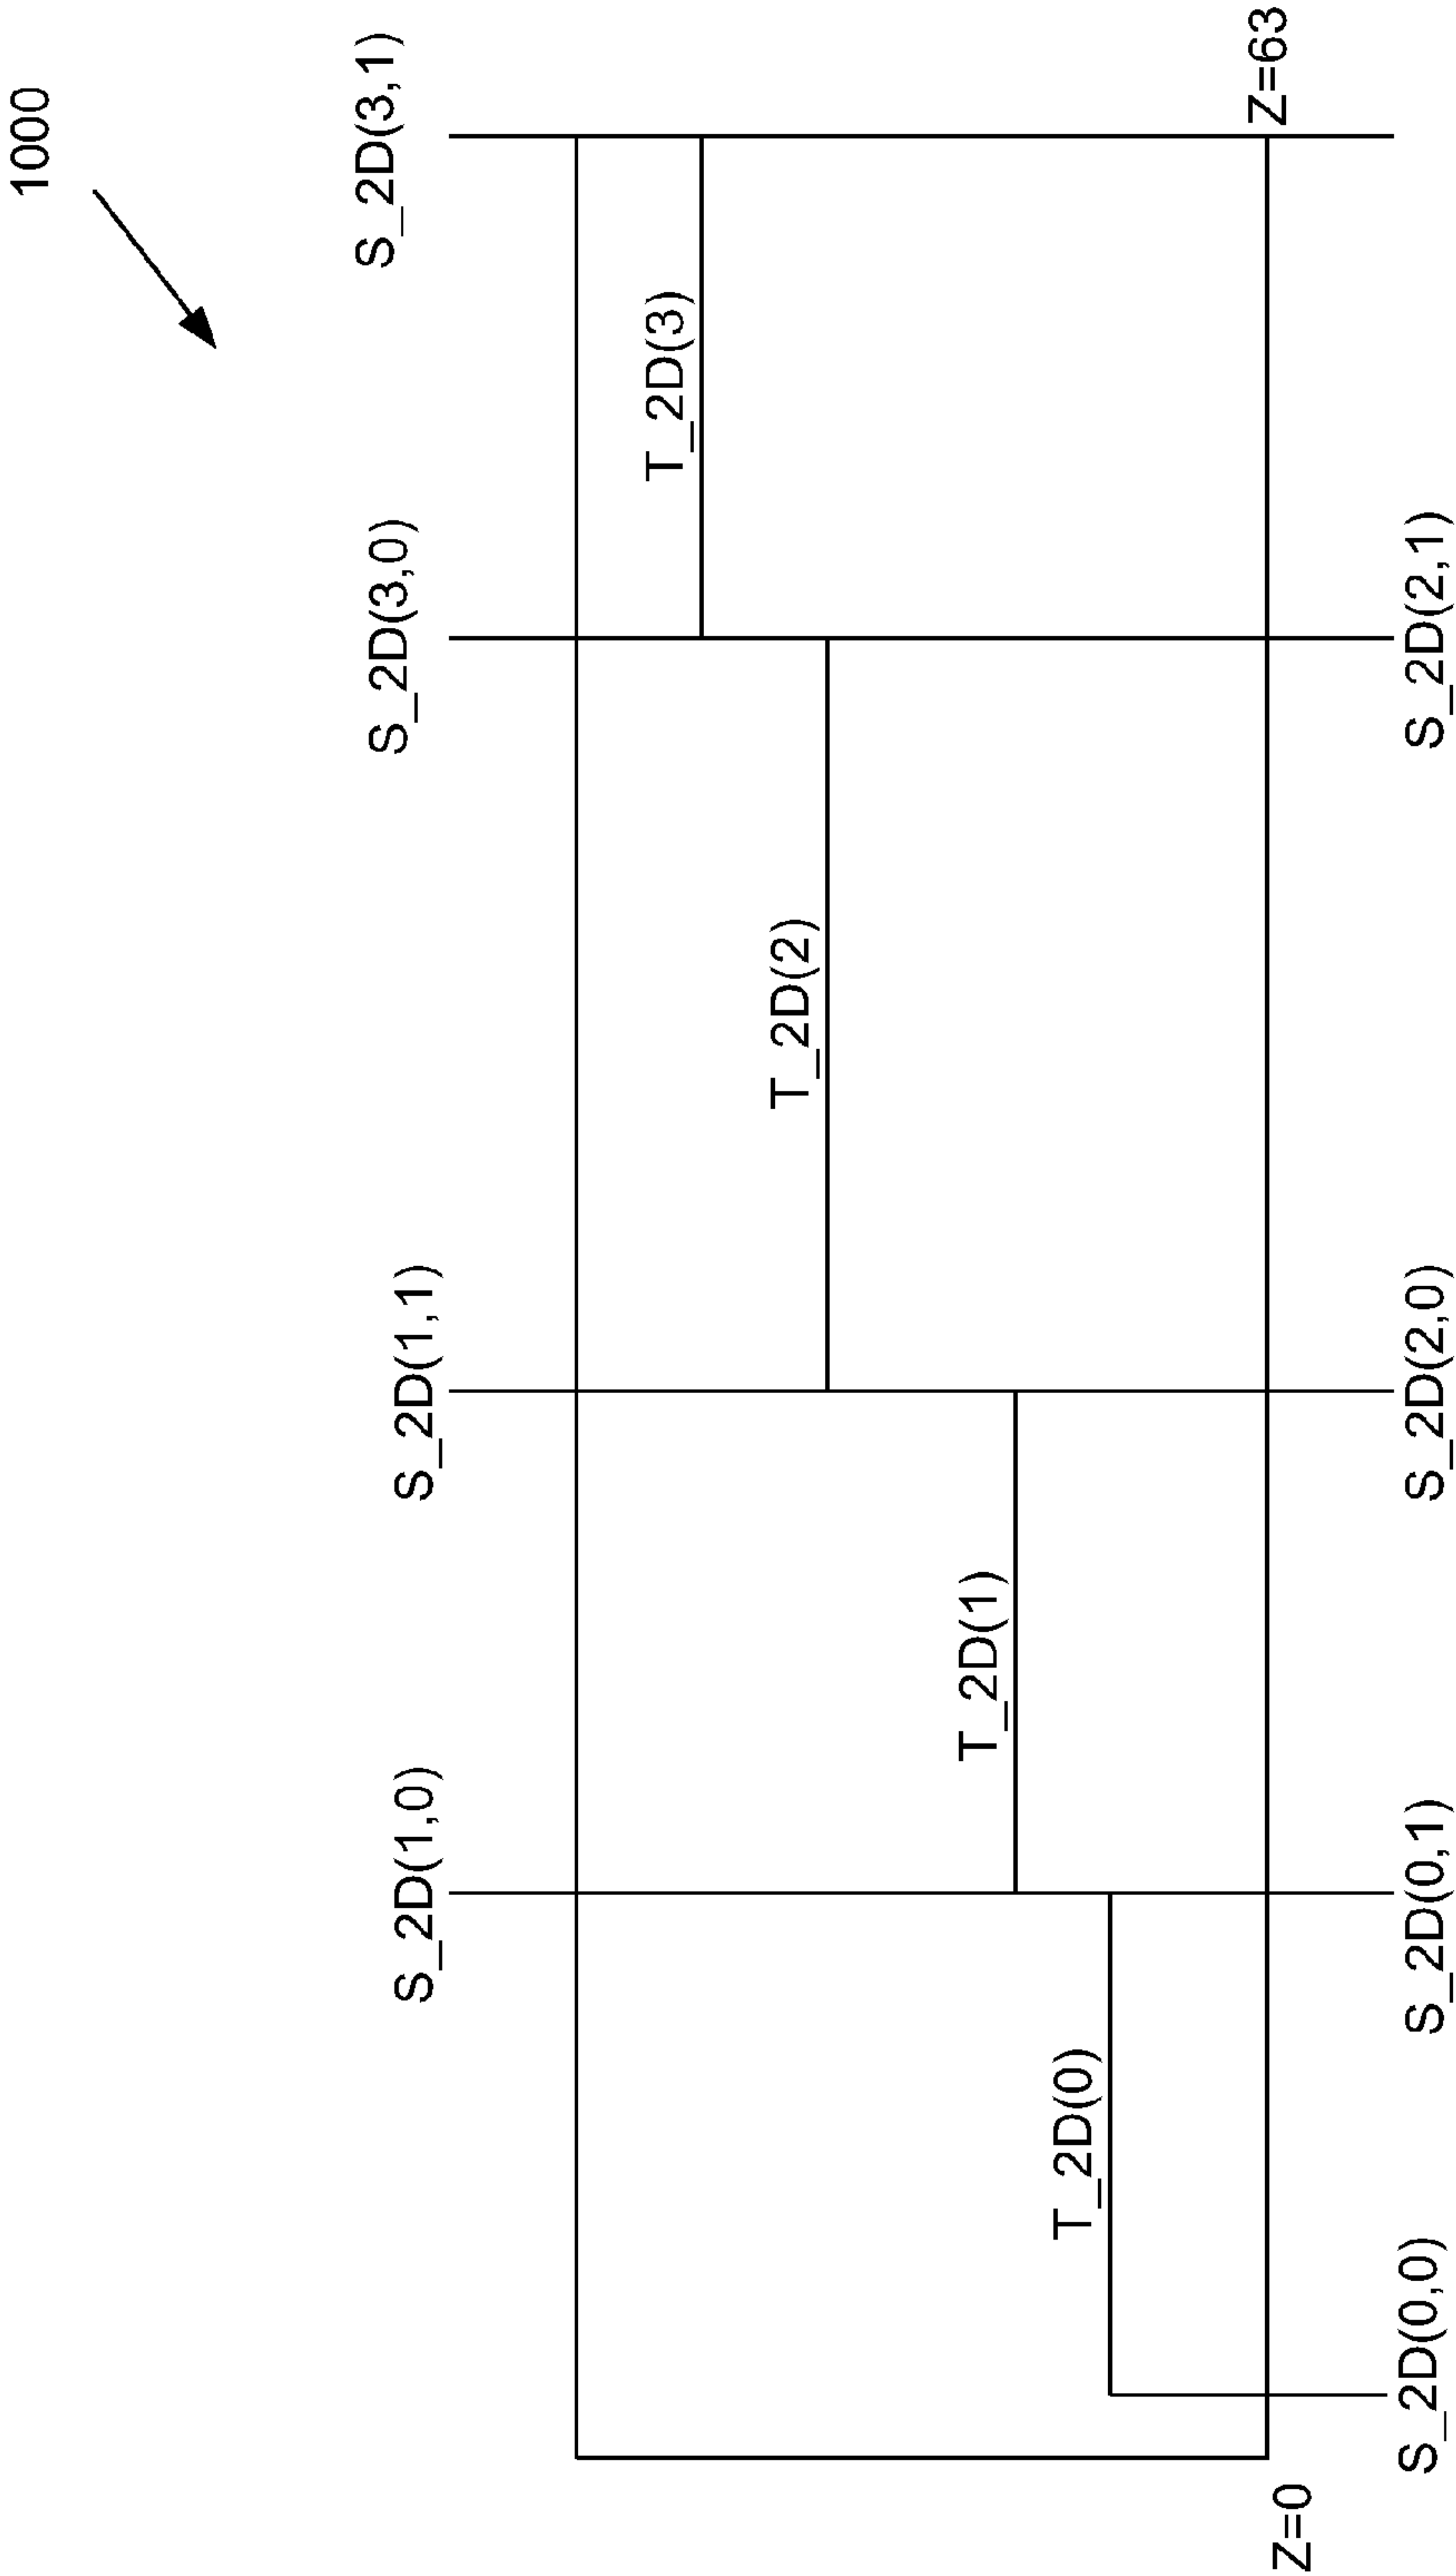 1000
S_2D(1,0)
S_2D(1,1)
S_2D(3,0)
S_2D(3,1)
T_2D(3)
T_2D(2)
T_2D(1)
T_2D(0)
Z=0
Z=63
S_2D(0,0)
S_2D(0,1)
S_2D(2,0)
S_2D(2,1)